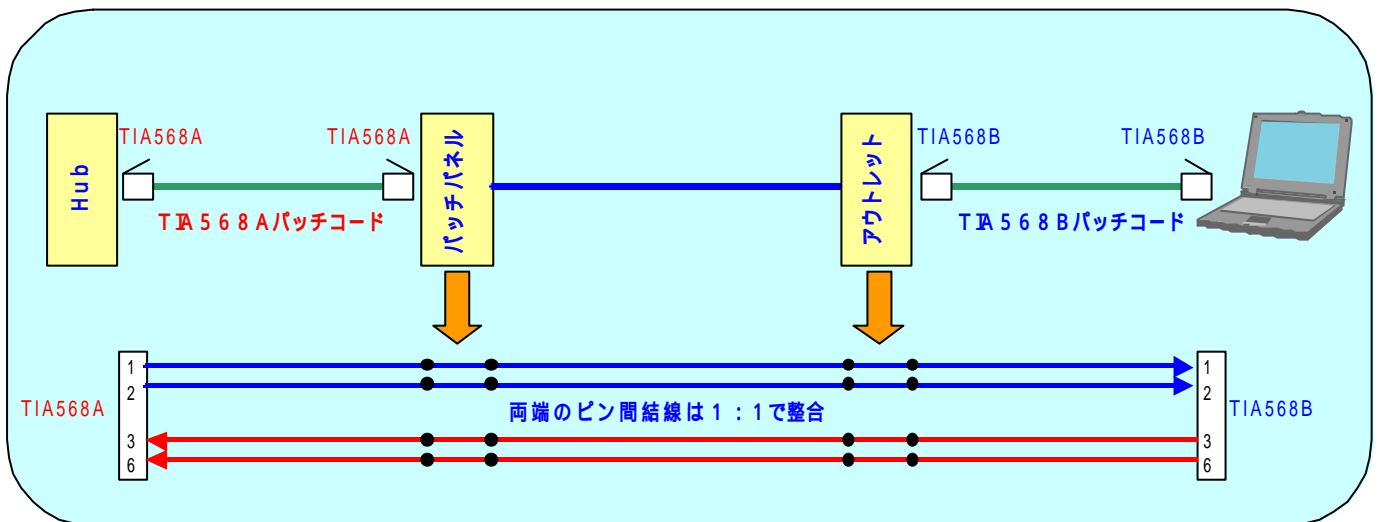 Hub
TIA568A
TIA568A
TIA568Aパッチコード
パッチパネル
アウトレット
TIA568B
TIA568B
TIA568Bパッチコード
TIA568A
1
2
3
6
両端のピン間結線は1:1で整合
1
2
3
6
TIA568B